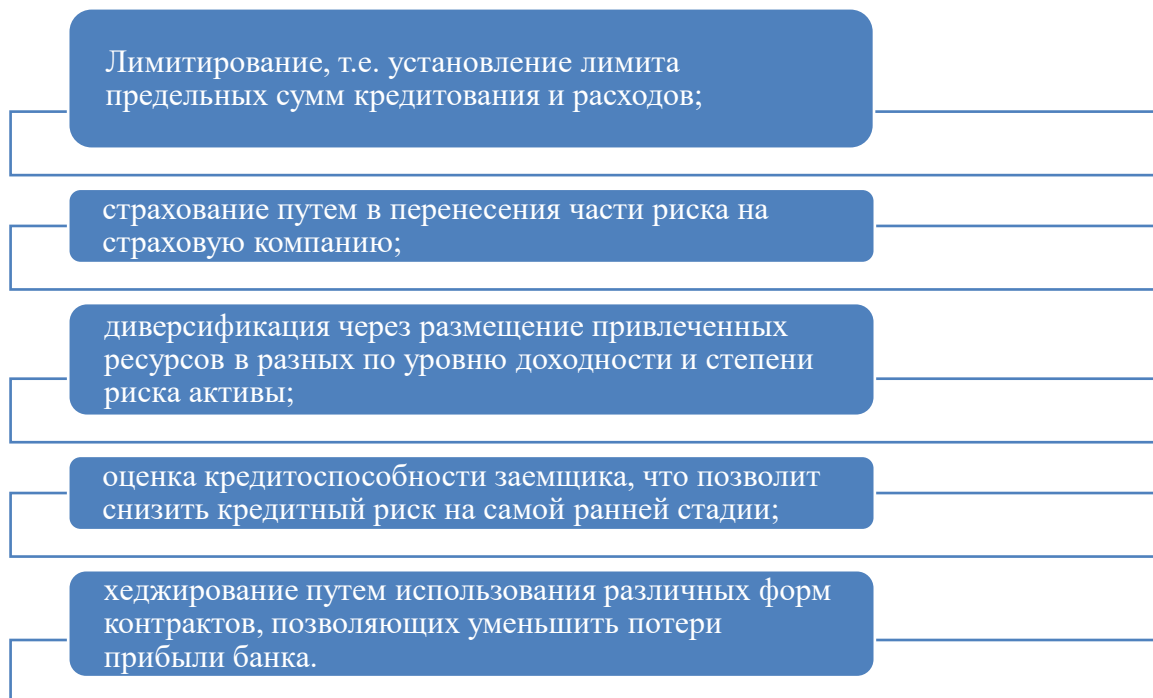 Лимитирование, т.е. установление лимита
предельных сумм кредитования и расходов;
страхование путем в перенесения части риска на
страховую компанию;
диверсификация через размещение привлеченных
ресурсов в разных по уровню доходности и степени
риска активы;
оценка кредитоспособности заемщика, что позволит
снизить кредитный риск на самой ранней стадии;
хеджирование путем использования различных форм
контрактов, позволяющих уменьшить потери
прибыли банка.